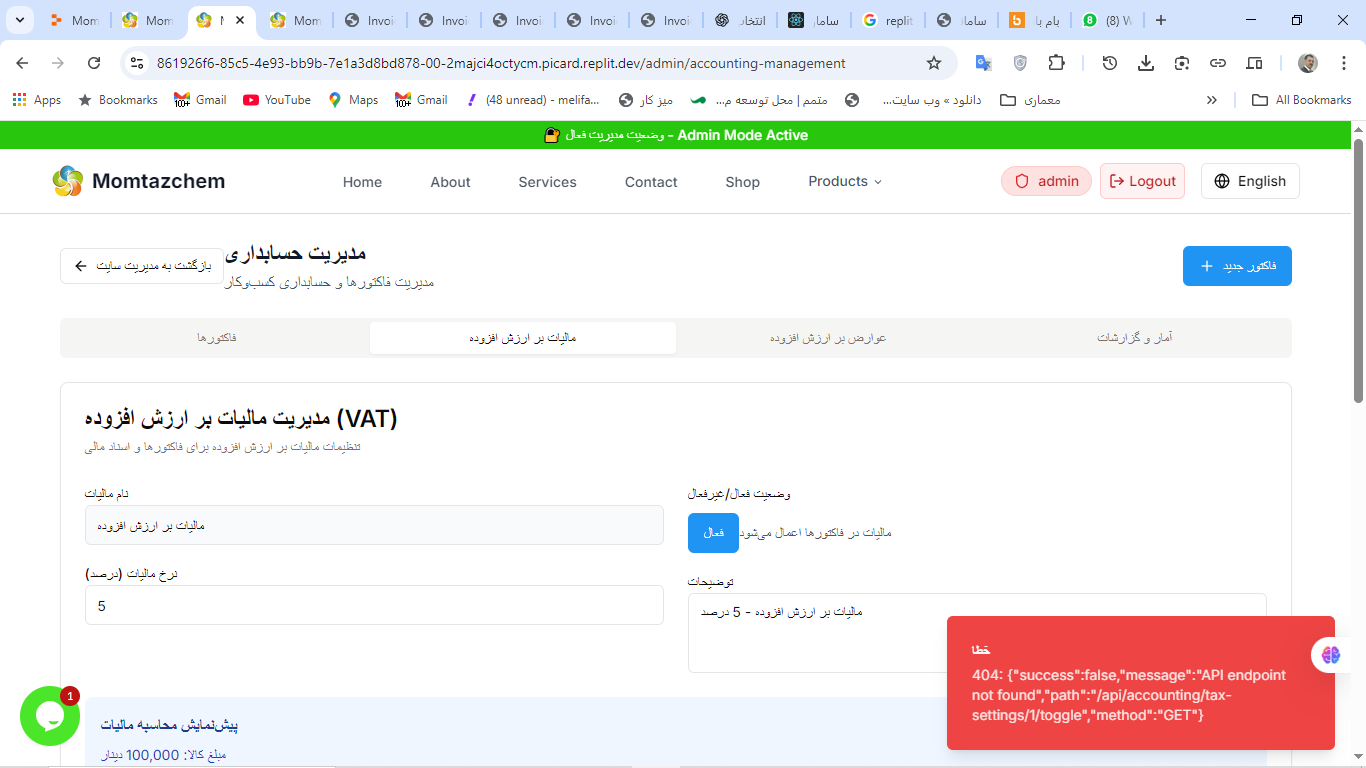 Mom
Mom
M
Mom
Invoi
Invoi
Invoi
Invoi
Invoi
انتخاب
سامار
replit
ساما
بام با
(8) W
861926f6-85c5-4e93-bb9b-7e1a3d8bd878-00-2majci4octycm.picard.replit.dev/admin/accounting-management
Apps
Bookmarks
Gmail
YouTube
Maps
Gmail
(48 unread) - melifa...
میز کار
متمم | محل توسعه م...
دانلود » وب سایت...
معماری
»
All Bookmarks
وضعیت مدیریت فعال - Admin Mode Active
Momtazchem
Home
About
Services
Contact
Shop
Products
admin
Logout
English
بازگشت به مدیریت سایت
مدیریت حسابداری
مدیریت فاکتورها و حسابداری کسب‌وکار
فاکتور جدید
فاکتورها
مالیات بر ارزش افزوده
عوارض بر ارزش افزوده
آمار و گزارشات
مدیریت مالیات بر ارزش افزوده (VAT)
تنظیمات مالیات بر ارزش افزوده برای فاکتورها و اسناد مالی
نام مالیات
مالیات بر ارزش افزوده
وضعیت فعال/غیرفعال
فعال
مالیات در فاکتورها اعمال می‌شود
نرخ مالیات (درصد)
5
توضیحات
مالیات بر ارزش افزوده - 5 درصد
پیش‌نمایش محاسبه مالیات
مبلغ کالا: 100,000 دینار
خطا
404: {"success":false,"message":"API endpoint
not found","path":"/api/accounting/tax-
settings/1/toggle","method":"GET"}
1